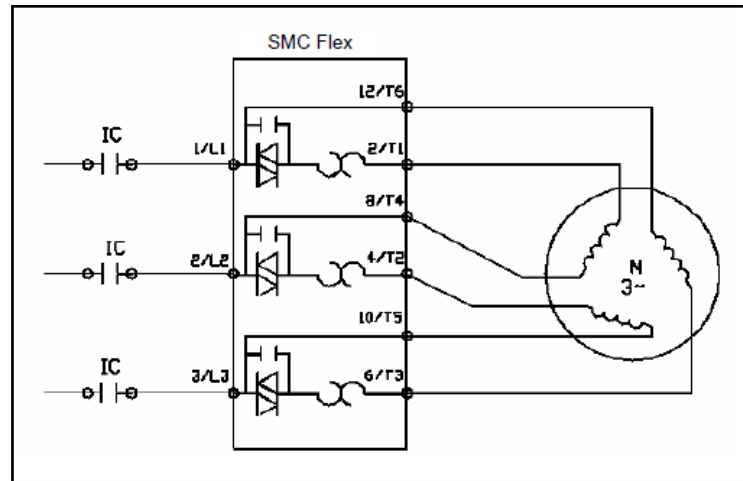 SMC Flex
12/T6
IC
1/L1
2/T1
8/T4
IC
2/L2
4/T2
M
3~
10/T5
IC
3/L3
6/T3